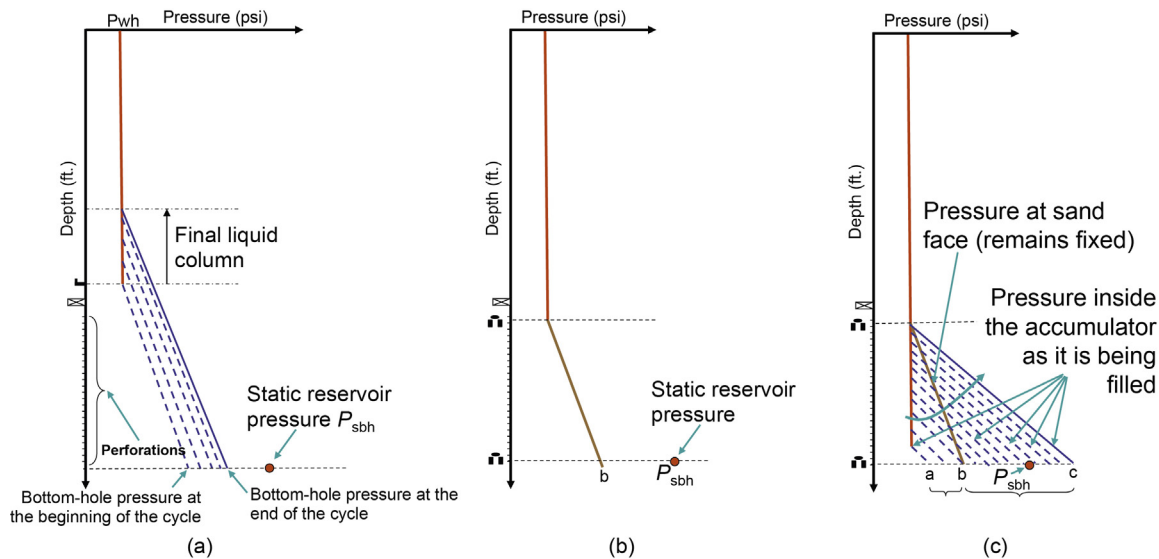 Pressure (psi)
Pwh
Depth (ft.)
Final liquid
column
Perforations
Static reservoir
pressure Psbh
Bottom-hole pressure at
the beginning of the cycle
Bottom-hole pressure at the
end of the cycle
(a)
Pressure (psi)
Depth (ft.)
Static reservoir
pressure
b
Psbh
(b)
Pressure (psi)
Depth (ft.)
Pressure at sand
face (remains fixed)
Pressure inside
the accumulator
as it is being
filled
a
b
Psbh
c
(c)